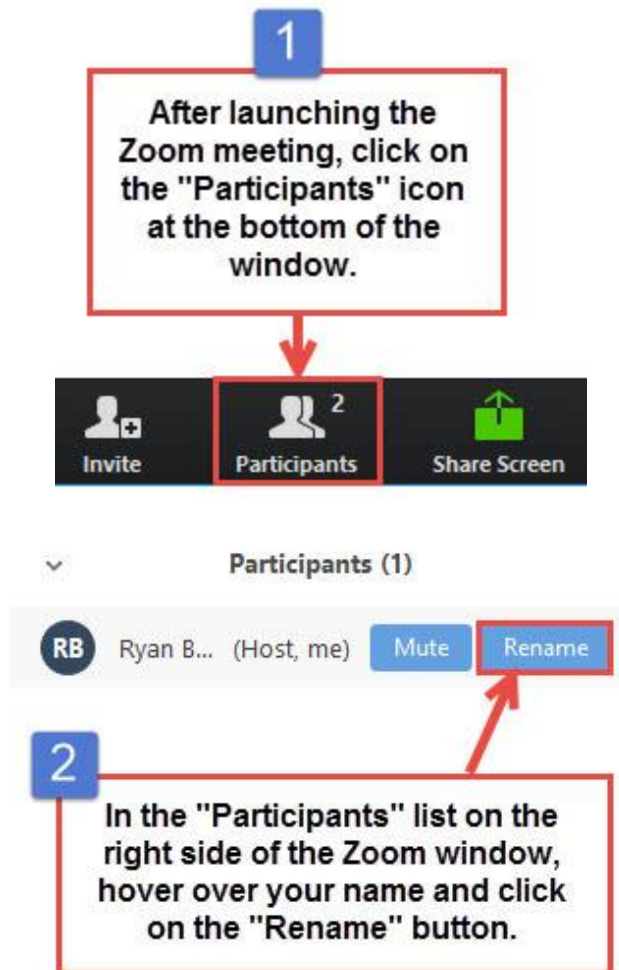 1
After launching the
Zoom meeting, click on
the "Participants" icon
at the bottom of the
window.
2
Invite
Participants
Share Screen
Participants (1)
RB Ryan B... (Host, me) Mute Rename
2
In the "Participants" list on the
right side of the Zoom window,
hover over your name and click
on the "Rename" button.